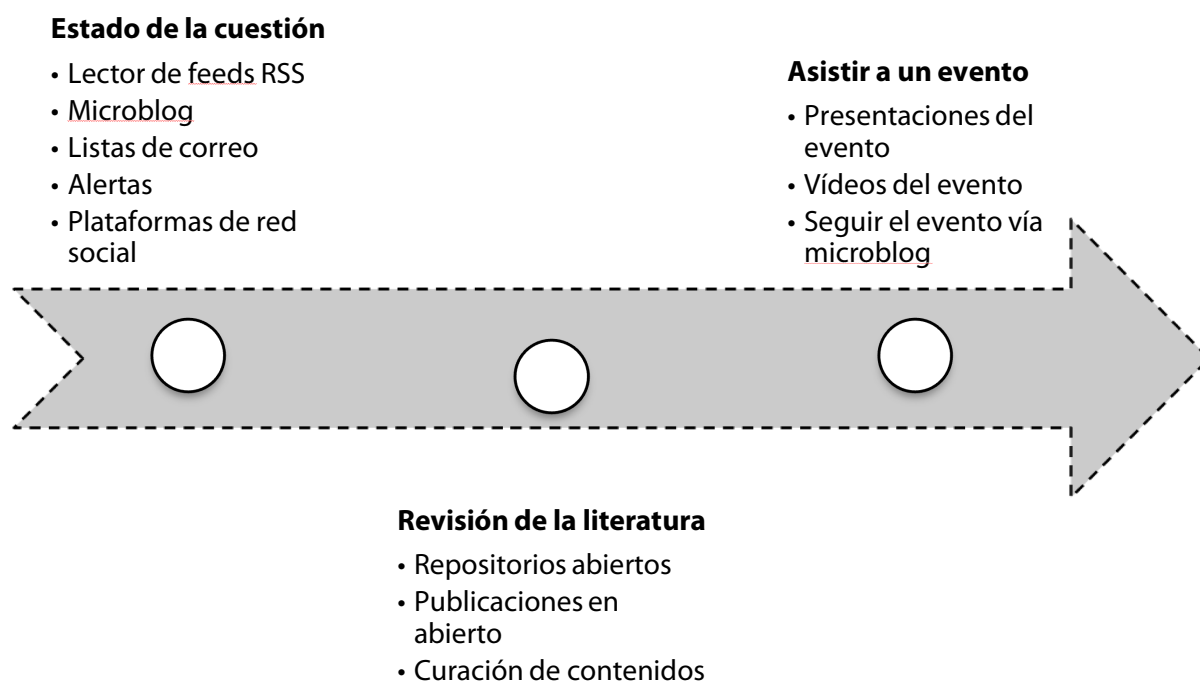 Estado de la cuestión
• Lector de feeds RSS
• Microblog
• Listas de correo
• Alertas
• Plataformas de red
social
Asistir a un evento
• Presentaciones del
evento
• Vídeos del evento
• Seguir el evento vía
microblog
Revisión de la literatura
• Repositorios abiertos
• Publicaciones en
abierto
• Curación de contenidos